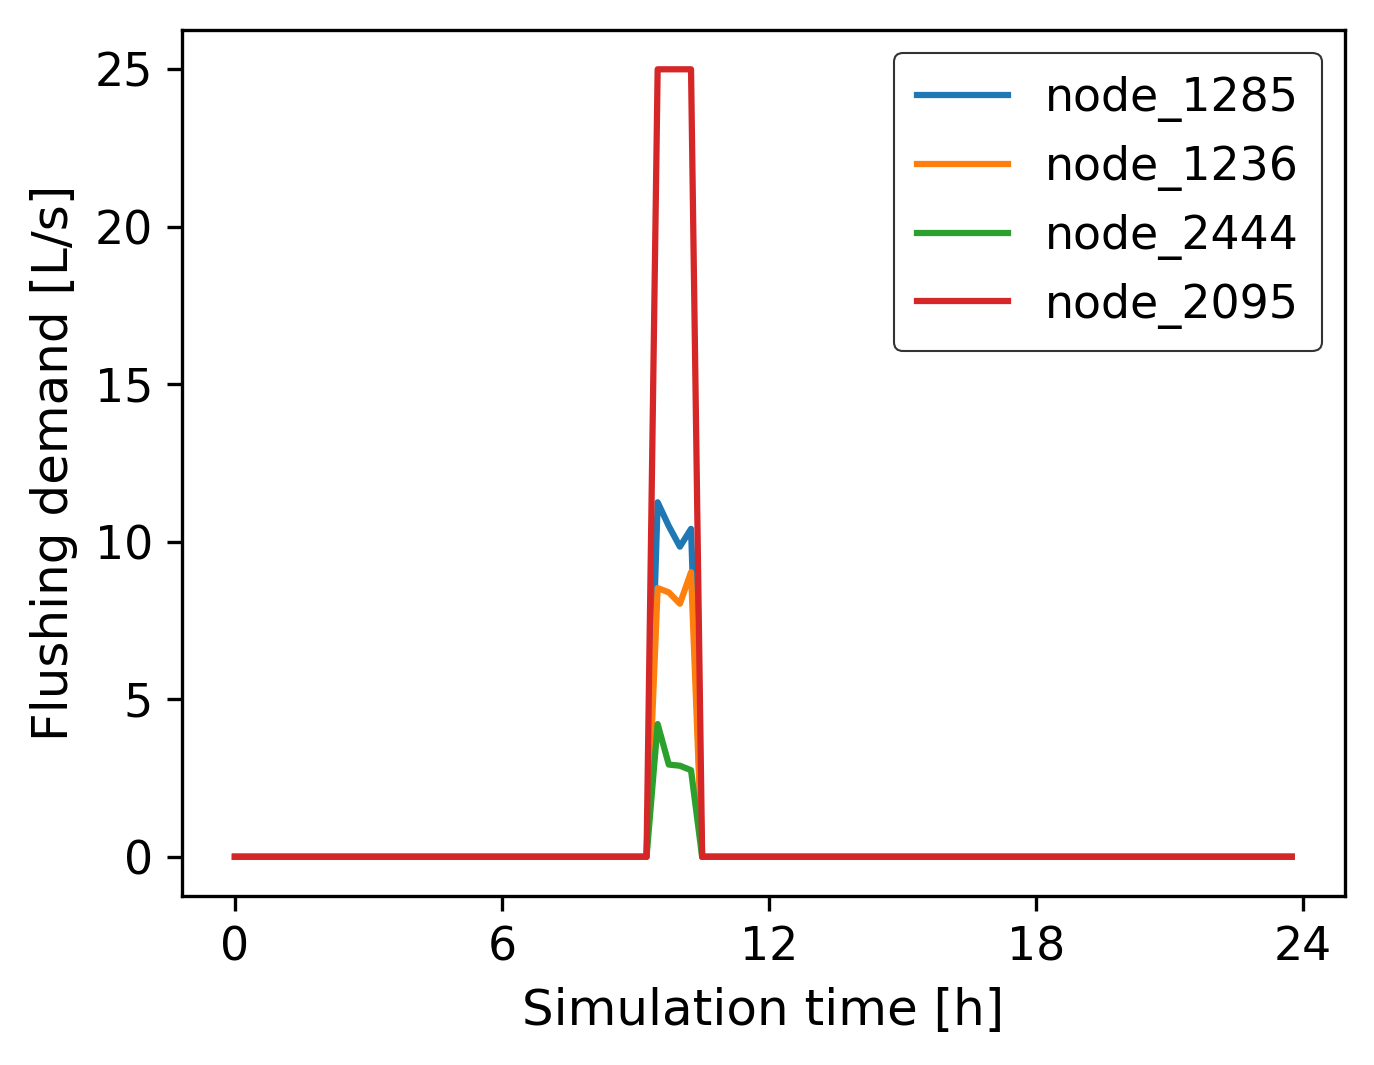 25
20
15
10
5
0
Flushing demand [L/s]
node_1285
node_1236
node_2444
node_2095
0 6 12 18 24
Simulation time [h]